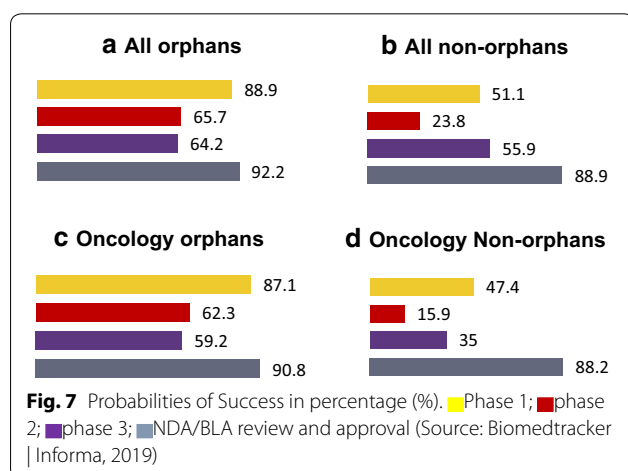 a All orphans
88.9
65.7
64.2
92.2
b All non-orphans
51.1
23.8
55.9
88.9
c Oncology orphans
87.1
62.3
59.2
90.8
d Oncology Non-orphans
47.4
15.9
35
88.2
Fig. 7 Probabilities of Success in percentage (%). Phase 1; phase
2; phase 3; NDA/BLA review and approval (Source: Biomedtracker
| Informa, 2019)